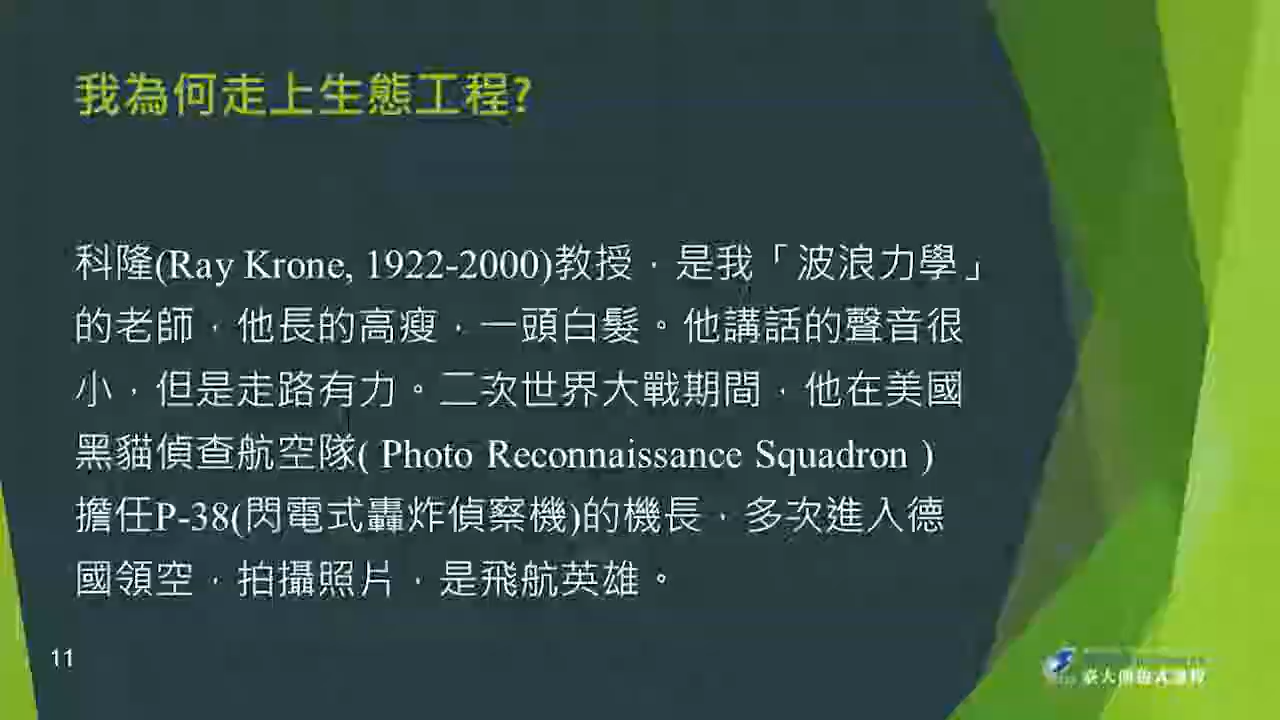 我為何走上生態工程?
科隆(Ray Krone, 1922-2000)教授，是我「波浪力學」
的老師，他長的高瘦，一頭白髮。他講話的聲音很
小，但是走路有力。二次世界大戰期間，他在美國
黑貓偵查航空隊( Photo Reconnaissance Squadron )
擔任P-38(閃電式轟炸偵察機)的機長，多次進入德
國領空，拍攝照片，是飛航英雄。
11